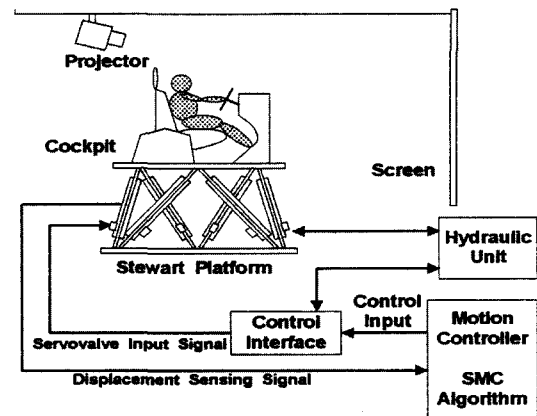 Projector
Cockpit
Screen
Stewart Platform
Hydraulic
Unit
Control
Input
Control
Interface
Motion
Controller
SMC
Algorithm
Servovalve Input Signal
Displacement Sensing Signal